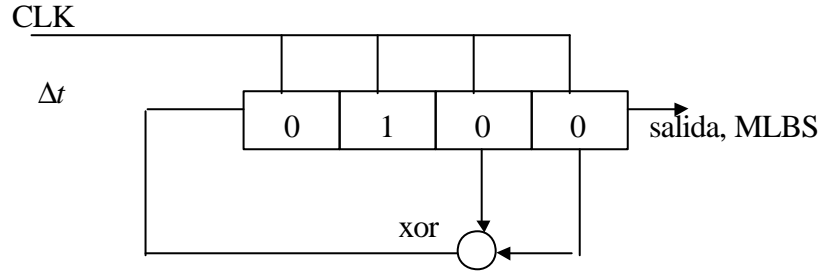 CLK
Δt
0 1 0 0
salida, MLBS
xor